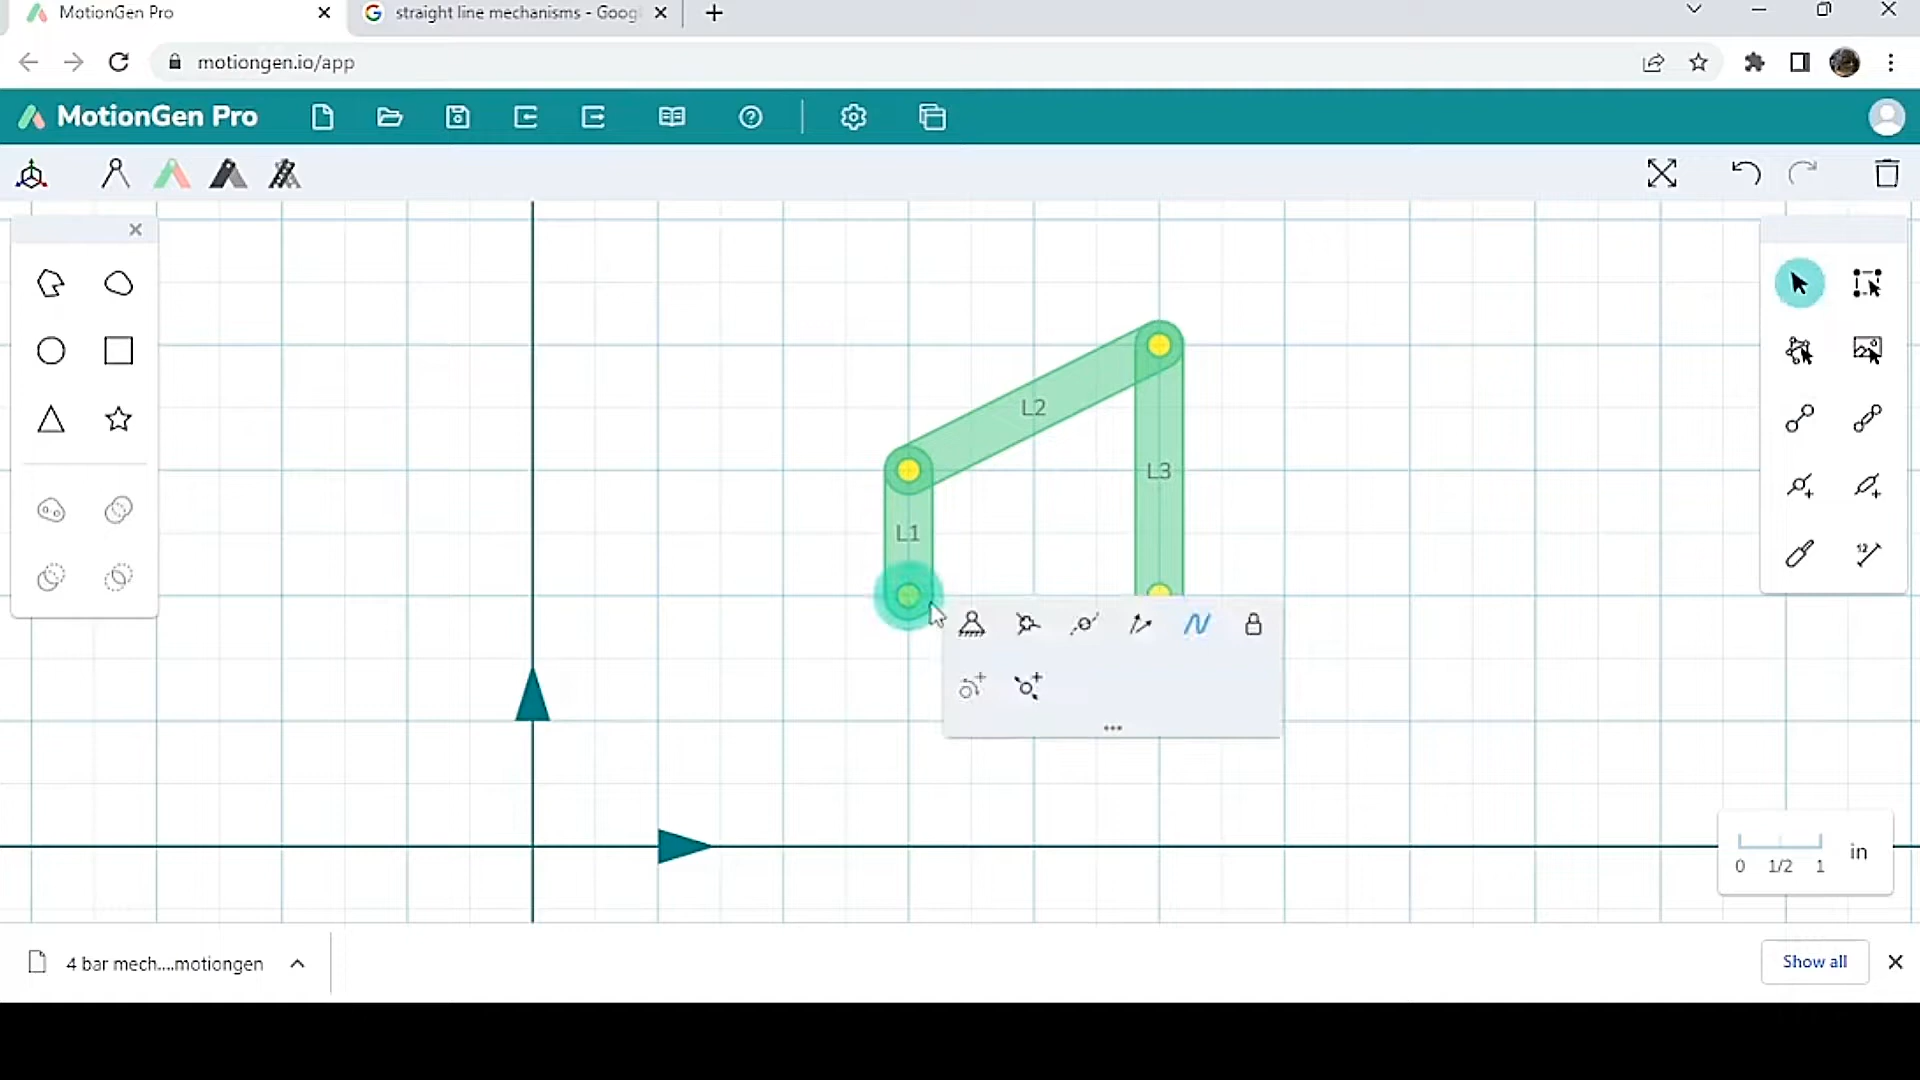 MotionGen Pro
straight line mechanisms - Goog
motiongen.io/app
MotionGen Pro
L2
L3
L1
12
0 1/2 1 in
4 bar mech....motiongen
Show all